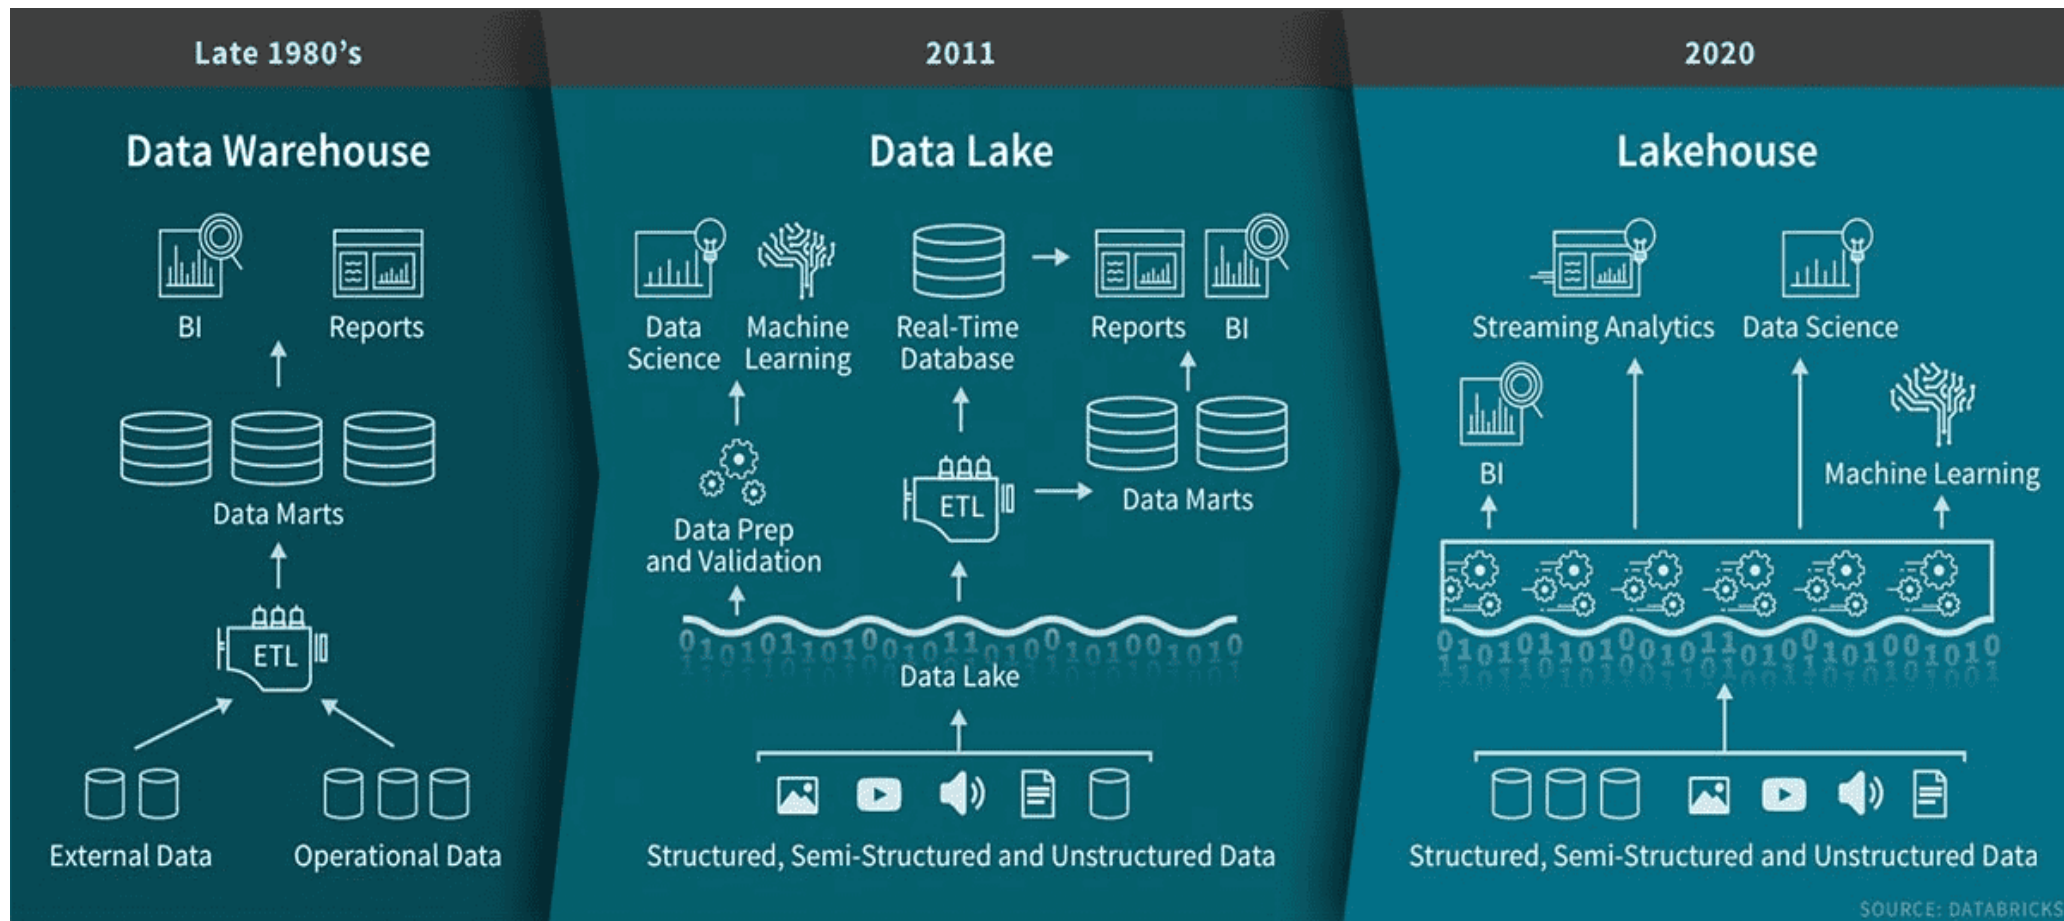 Late 1980's
Data Warehouse
BI
Reports
Data Marts
ETL
External Data
Operational Data
2011
Data Lake
Data
Science
Machine
Learning
Real-Time
Database
Reports
BI
Data Prep
and Validation
ETL
Data Marts
Data Lake
Structured, Semi-Structured and Unstructured Data
2020
Lakehouse
Streaming Analytics
Data Science
BI
Machine Learning
Structured, Semi-Structured and Unstructured Data
SOURCE: DATABRICKS